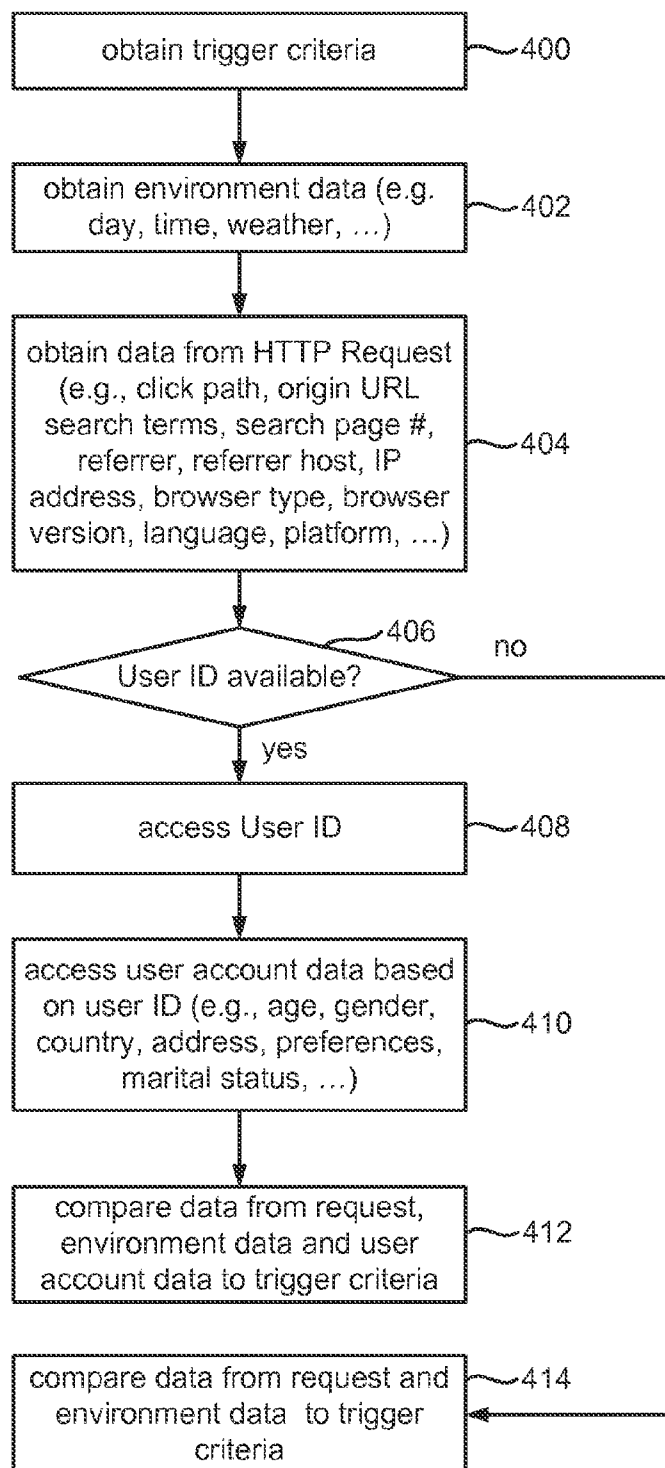 obtain trigger criteria
400
obtain environment data (e.g.
day, time, weather, ...)
402
obtain data from HTTP Request
(e.g., click path, origin URL
search terms, search page #,
referrer, referrer host, IP
address, browser type, browser
version, language, platform, ...)
404
406
User ID available?
no
yes
access User ID
408
access user account data based
on user ID (e.g., age, gender,
country, address, preferences,
marital status, ...)
410
compare data from request,
environment data and user
account data to trigger criteria
412
compare data from request and
environment data to trigger
criteria
414